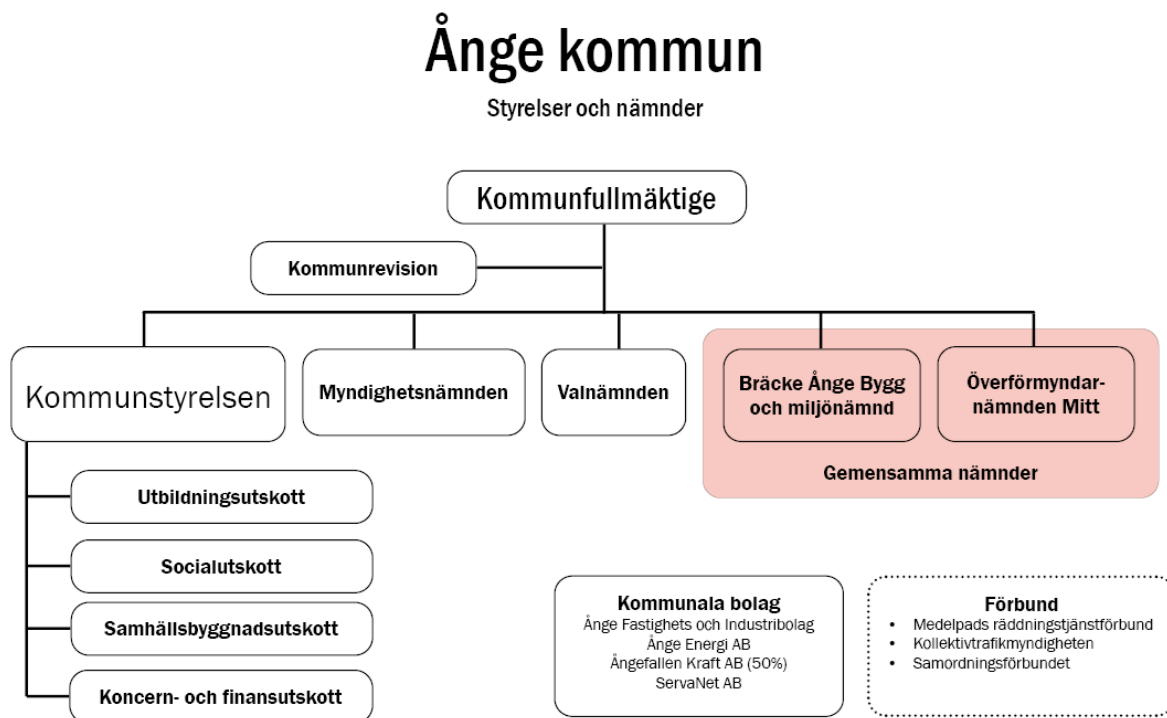 Ånge kommun
Styrelser och nämnder
Kommunfullmäktige
Kommunrevision
Kommunstyrelsen
Myndighetsnämnden
Valnämnden
Bräcke Ånge Bygg
och miljönämnd
Överförmyndar-
nämnden Mitt
Gemensamma nämnder
Utbildningsutskott
Socialutskott
Samhällsbyggnadsutskott
Koncern- och finansutskott
Kommunala bolag
Ånge Fastighets och Industribolag
Ånge Energi AB
Ångefallen Kraft AB (50%)
ServaNet AB
Förbund
• Medelpads räddningstjänstförbund
• Kollektivtrafikmyndigheten
• Samordningsförbundet